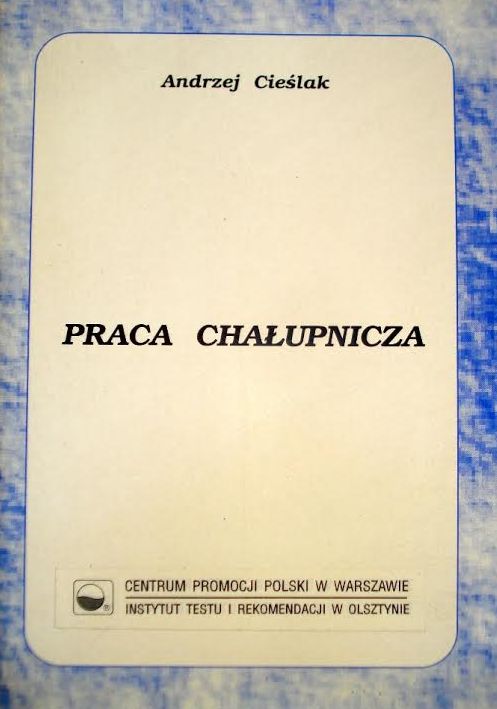 Andrzej Cieślak
PRACA CHAŁUPNICZA
CENTRUM PROMOCJI POLSKI W WARSZAWIE
®
INSTYTUT TESTU I REKOMENDACJI W OLSZTYNIE